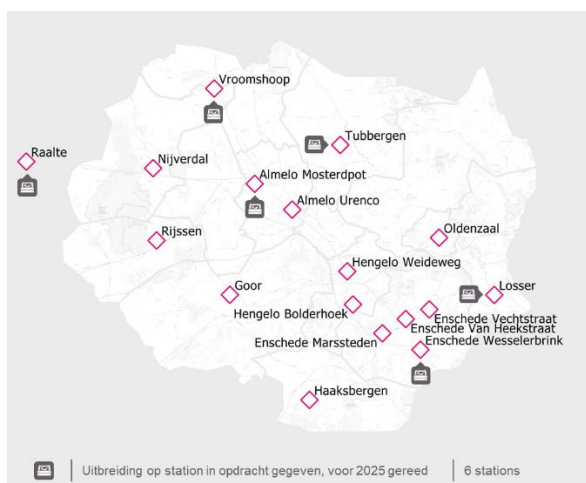 Vroomshoop
Tubbergen
Raalte
Nijverdal
Almelo Mosterdpot
Almelo Urenco
Rijssen
Oldenzaal
Hengelo Weideweg
Goor
Losser
Hengelo Bolderhoek
Enschede Vechtstraat
Enschede Van Heekstraat
Enschede Marssteden
Enschede Wesselerbrink
Haaksbergen
Uitbreiding op station in opdracht gegeven, voor 2025 gereed
6 stations